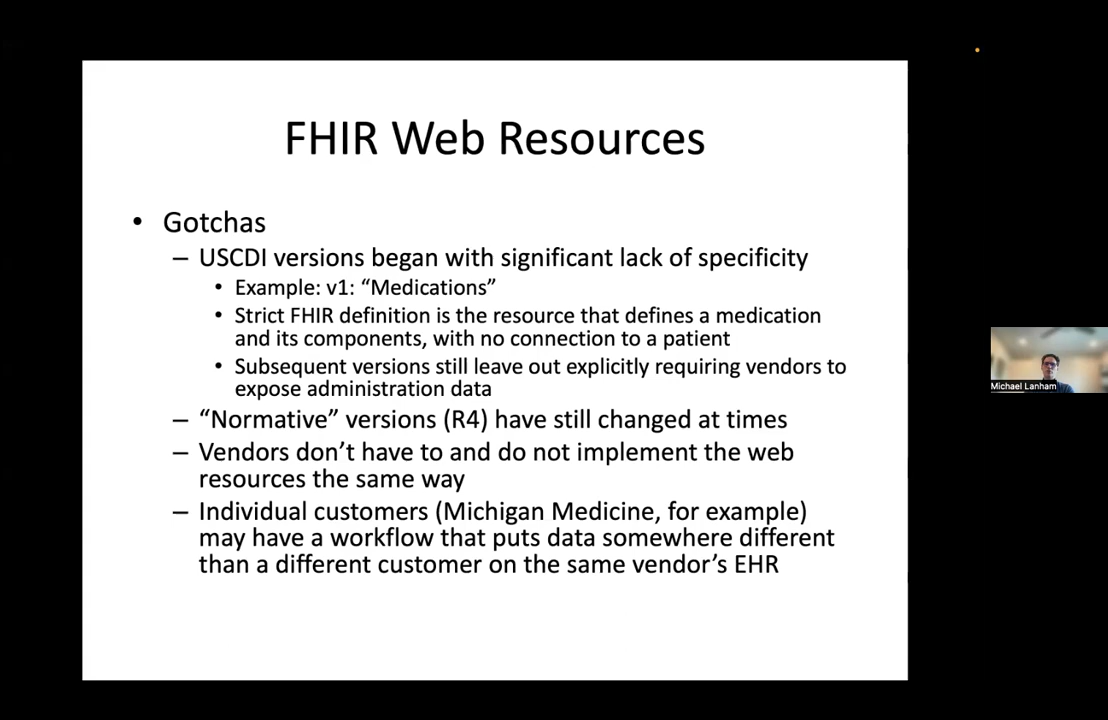 FHIR Web Resources
• Gotchas
– USCDI versions began with significant lack of specificity
• Example: v1: “Medications”
• Strict FHIR definition is the resource that defines a medication
and its components, with no connection to a patient
• Subsequent versions still leave out explicitly requiring vendors to
expose administration data
– “Normative” versions (R4) have still changed at times
– Vendors don’t have to and do not implement the web
resources the same way
– Individual customers (Michigan Medicine, for example)
may have a workflow that puts data somewhere different
than a different customer on the same vendor’s EHR
Michael Lanham